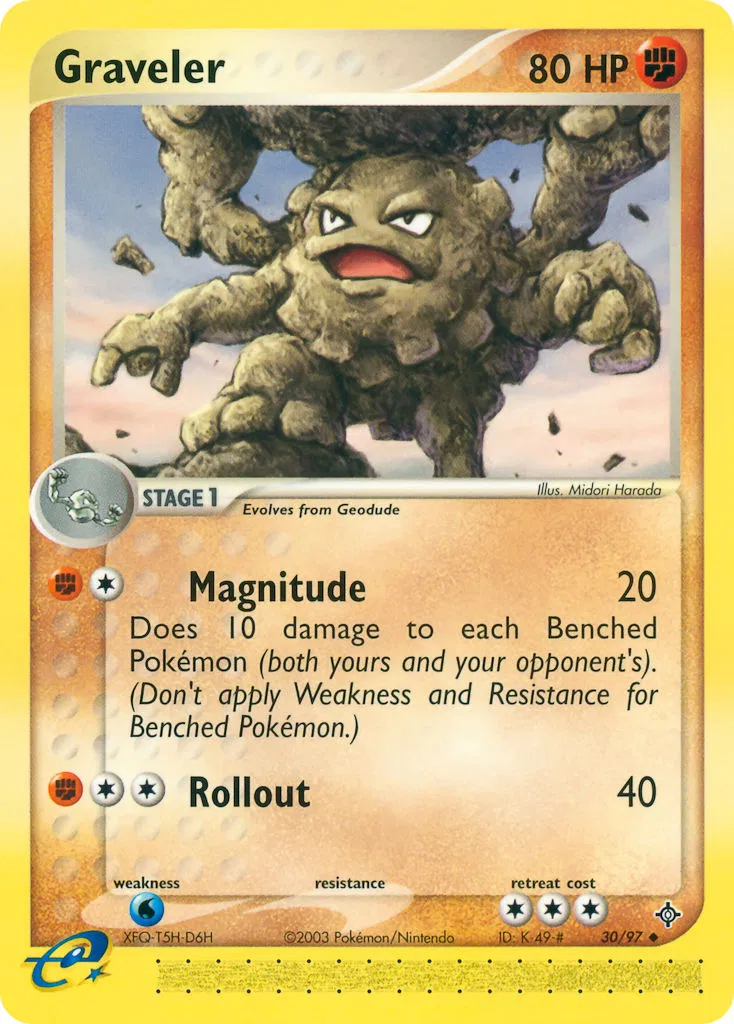 Graveler 80 HP
Illus. Midori Harada
STAGE 1
Evolves from Geodude
Magnitude 20
Does 10 damage to each Benched
Pokémon (both yours and your opponent's).
(Don't apply Weakness and Resistance for
Benched Pokémon.)
Rollout 40
weakness resistance retreat cost
XFQ-T5H-D6H ©2003 Pokémon/Nintendo ID: K-49-# 30/97
e